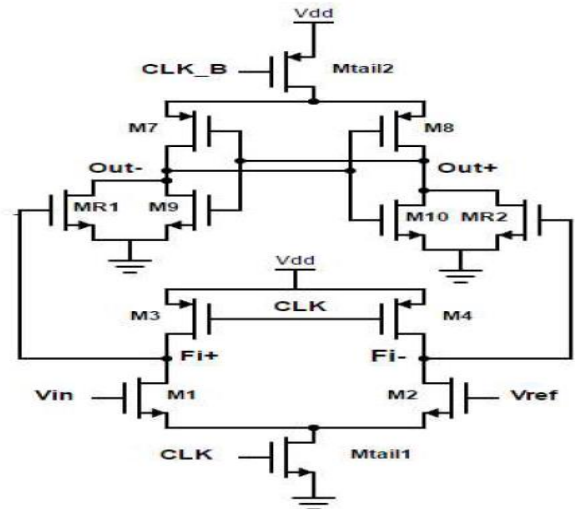 Vdd
CLK_B
Mtail2
M7
M8
Out-
Out+
MR1
M9
M10
MR2
Vdd
M3
CLK
M4
Fi+
Fi-
Vin
M1
M2
Vref
CLK
Mtail1